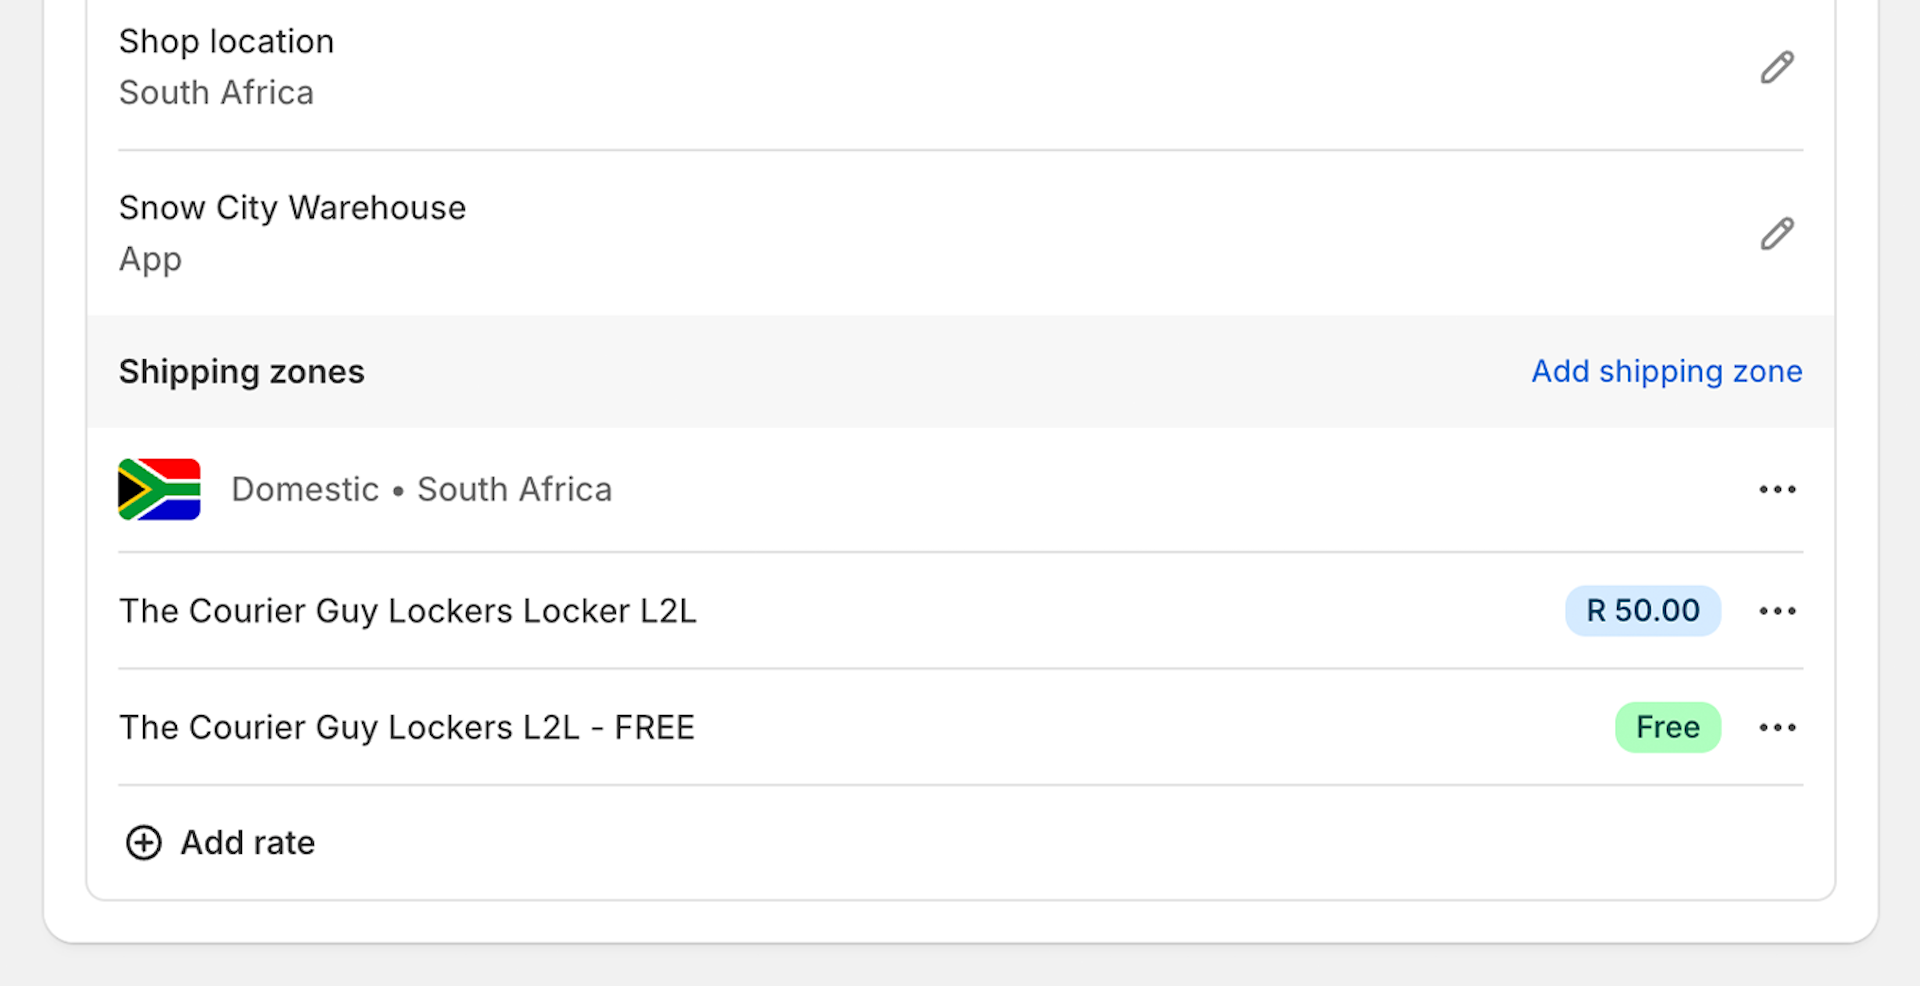 Shop location
South Africa
Snow City Warehouse
App
Shipping zones
Add shipping zone
Domestic • South Africa
The Courier Guy Lockers Locker L2L
R 50.00
The Courier Guy Lockers L2L - FREE
Free
Add rate